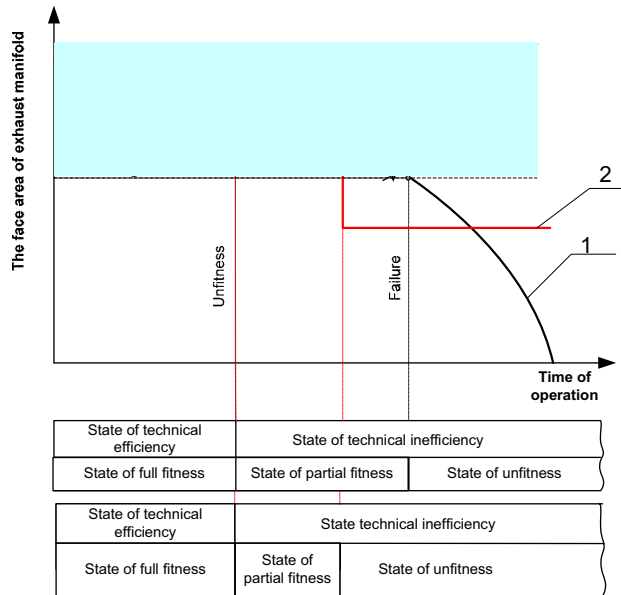 The face area of exhaust manifold
2
1
Unfitness
Failure
Time of
operation
State of technical
efficiency
State of technical inefficiency
State of full fitness
State of partial fitness
State of unfitness
State of technical
efficiency
State technical inefficiency
State of full fitness
State of
partial fitness
State of unfitness